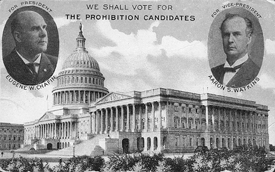 WE SHALL VOTE FOR
THE PROHIBITION CANDIDATES
FOR PRESIDENT
EUGENE W. CHAFIN
FOR VICE-PRESIDENT
AARON S. WATKINS